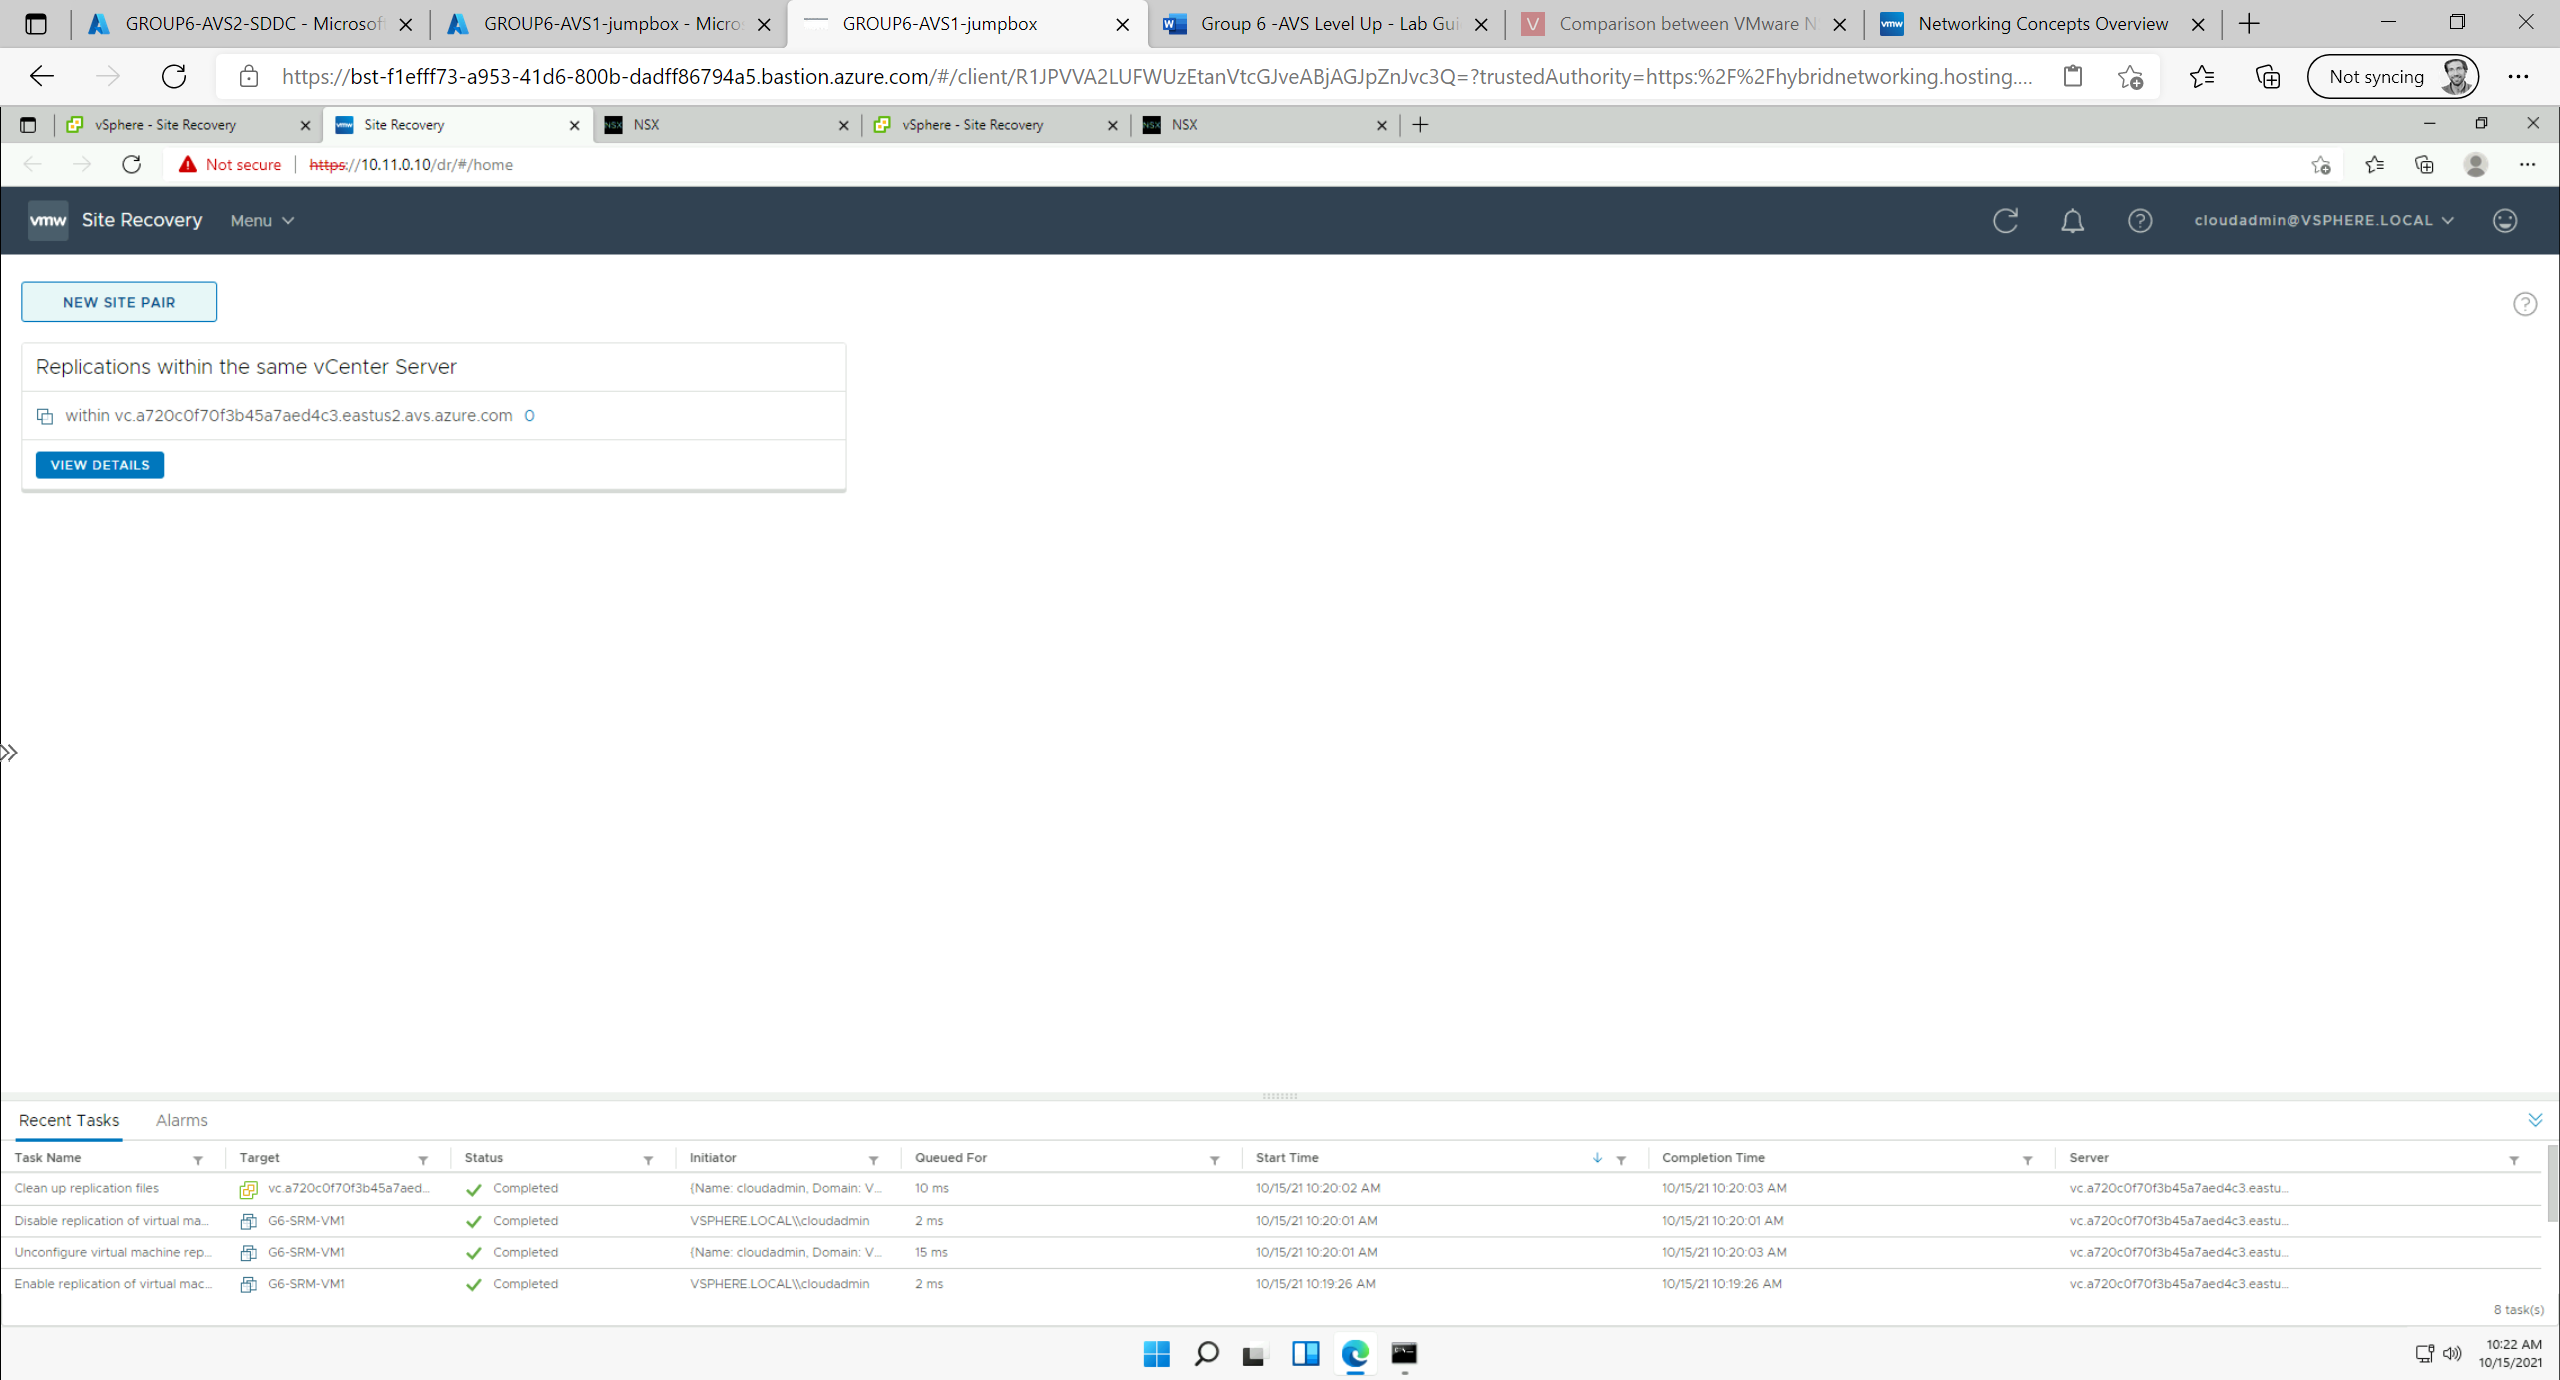 GROUP6-AVS2-SDDC - Microsoft
GROUP6-AVS1-jumpbox - Micro
GROUP6-AVS1-jumpbox
Group 6 -AVS Level Up - Lab Gui
Comparison between VMware N
Networking Concepts Overview
https://bst-f1efff73-a953-41d6-800b-dadff86794a5.bastion.azure.com/#/client/R1JPVVA2LUFWUzEtanVtcGJveABjAGJpZnJvc3Q=?trustedAuthority=https:%2F%2Fhybridnetworking.hosting....
Not syncing
vSphere - Site Recovery
Site Recovery
NSX
vSphere - Site Recovery
NSX
Not secure
https://10.11.0.10/dr/#/home
vmw Site Recovery Menu
cloudadmin@VSPHERE.LOCAL
NEW SITE PAIR
Replications within the same vCenter Server
within vc.a720c0f70f3b45a7aed4c3.eastus2.avs.azure.com 0
VIEW DETAILS
Recent Tasks Alarms
Task Name Target Status Initiator Queued For Start Time Completion Time Server
Clean up replication files vc.a720c0f70f3b45a7aed... Completed {Name: cloudadmin, Domain: V... 10 ms 10/15/21 10:20:02 AM 10/15/21 10:20:03 AM vc.a720c0f70f3b45a7aed4c3.eastu...
Disable replication of virtual ma... G6-SRM-VM1 Completed VSPHERE.LOCAL\\cloudadmin 2 ms 10/15/21 10:20:01 AM 10/15/21 10:20:01 AM vc.a720c0f70f3b45a7aed4c3.eastu...
Unconfigure virtual machine rep... G6-SRM-VM1 Completed {Name: cloudadmin, Domain: V... 15 ms 10/15/21 10:20:01 AM 10/15/21 10:20:03 AM vc.a720c0f70f3b45a7aed4c3.eastu...
Enable replication of virtual mac... G6-SRM-VM1 Completed VSPHERE.LOCAL\\cloudadmin 2 ms 10/15/21 10:19:26 AM 10/15/21 10:19:26 AM vc.a720c0f70f3b45a7aed4c3.eastu...
8 task(s)
10:22 AM
10/15/2021